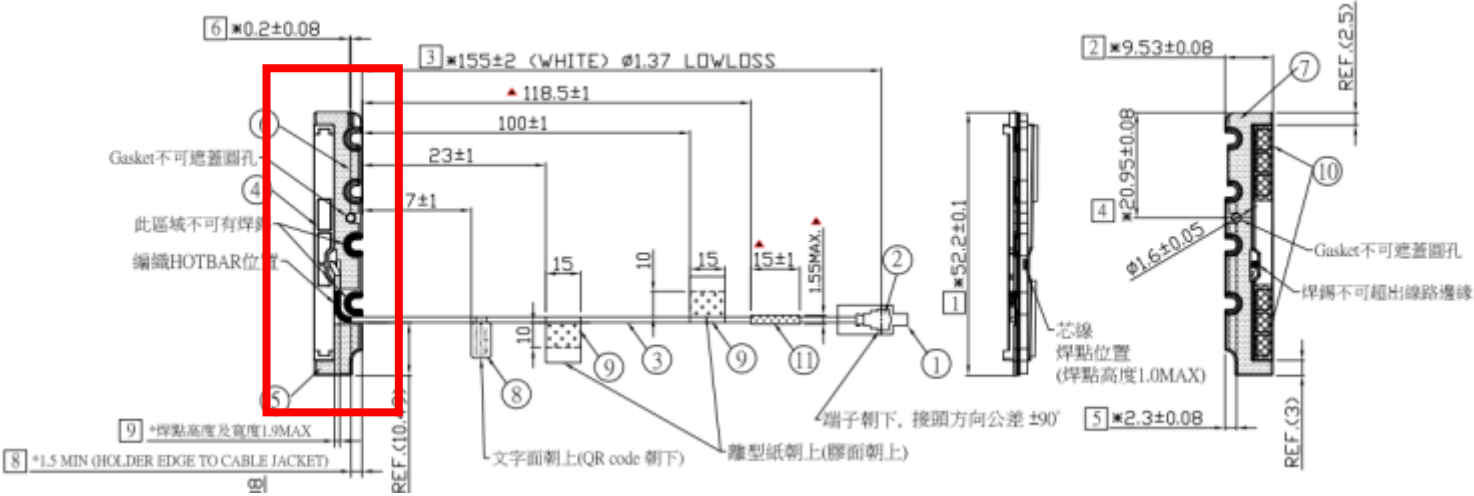 6 *0.2±0.08
3 *155±2 (WHITE) Ø1.37 LOWLOSS
▲ 118.5±1
100±1
23±1
7±1
6
Gasket不可遮蓋圓孔
4
此區域不可有焊
編織HOTBAR位置
5
9 *焊點高度及寬度1.9MAX
8 *1.5 MIN (HOLDER EDGE TO CABLE JACKET)
REF.(10.49)
15
10
8
9
3
文字面朝上(QR code 朝下)
15
10
9
離型紙朝上(膠面朝上)
15±1
11
1.55MAX.
2
1
端子朝下, 接頭方向公差 ±90°
1 *52.2±0.1
芯線
焊點位置
(焊點高度1.0MAX)
2 *9.53±0.08
7
REF.(2.5)
4 *20.95±0.08
10
Ø1.6±0.05
Gasket不可遮蓋圓孔
焊錫不可超出線路邊緣
5 *2.3±0.08
REF.(3)